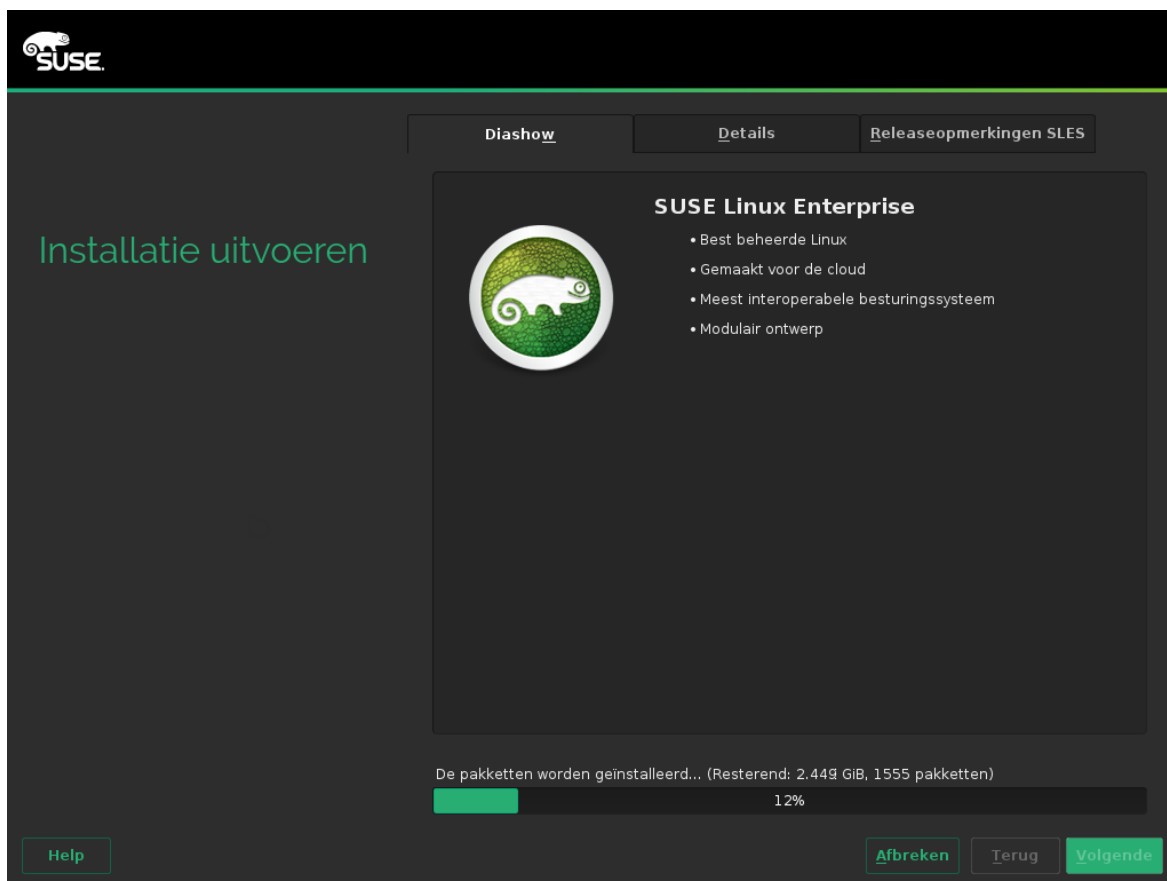 SUSE.
Diashow
Details
Releaseopmerkingen SLES
Installatie uitvoeren
SUSE Linux Enterprise
• Best beheerde Linux
• Gemaakt voor de cloud
• Meest interoperabele besturingssysteem
• Modulair ontwerp
De pakketten worden geïnstalleerd... (Resterend: 2.449 GiB, 1555 pakketten)
12%
Help
Afbreken
Terug
Volgende